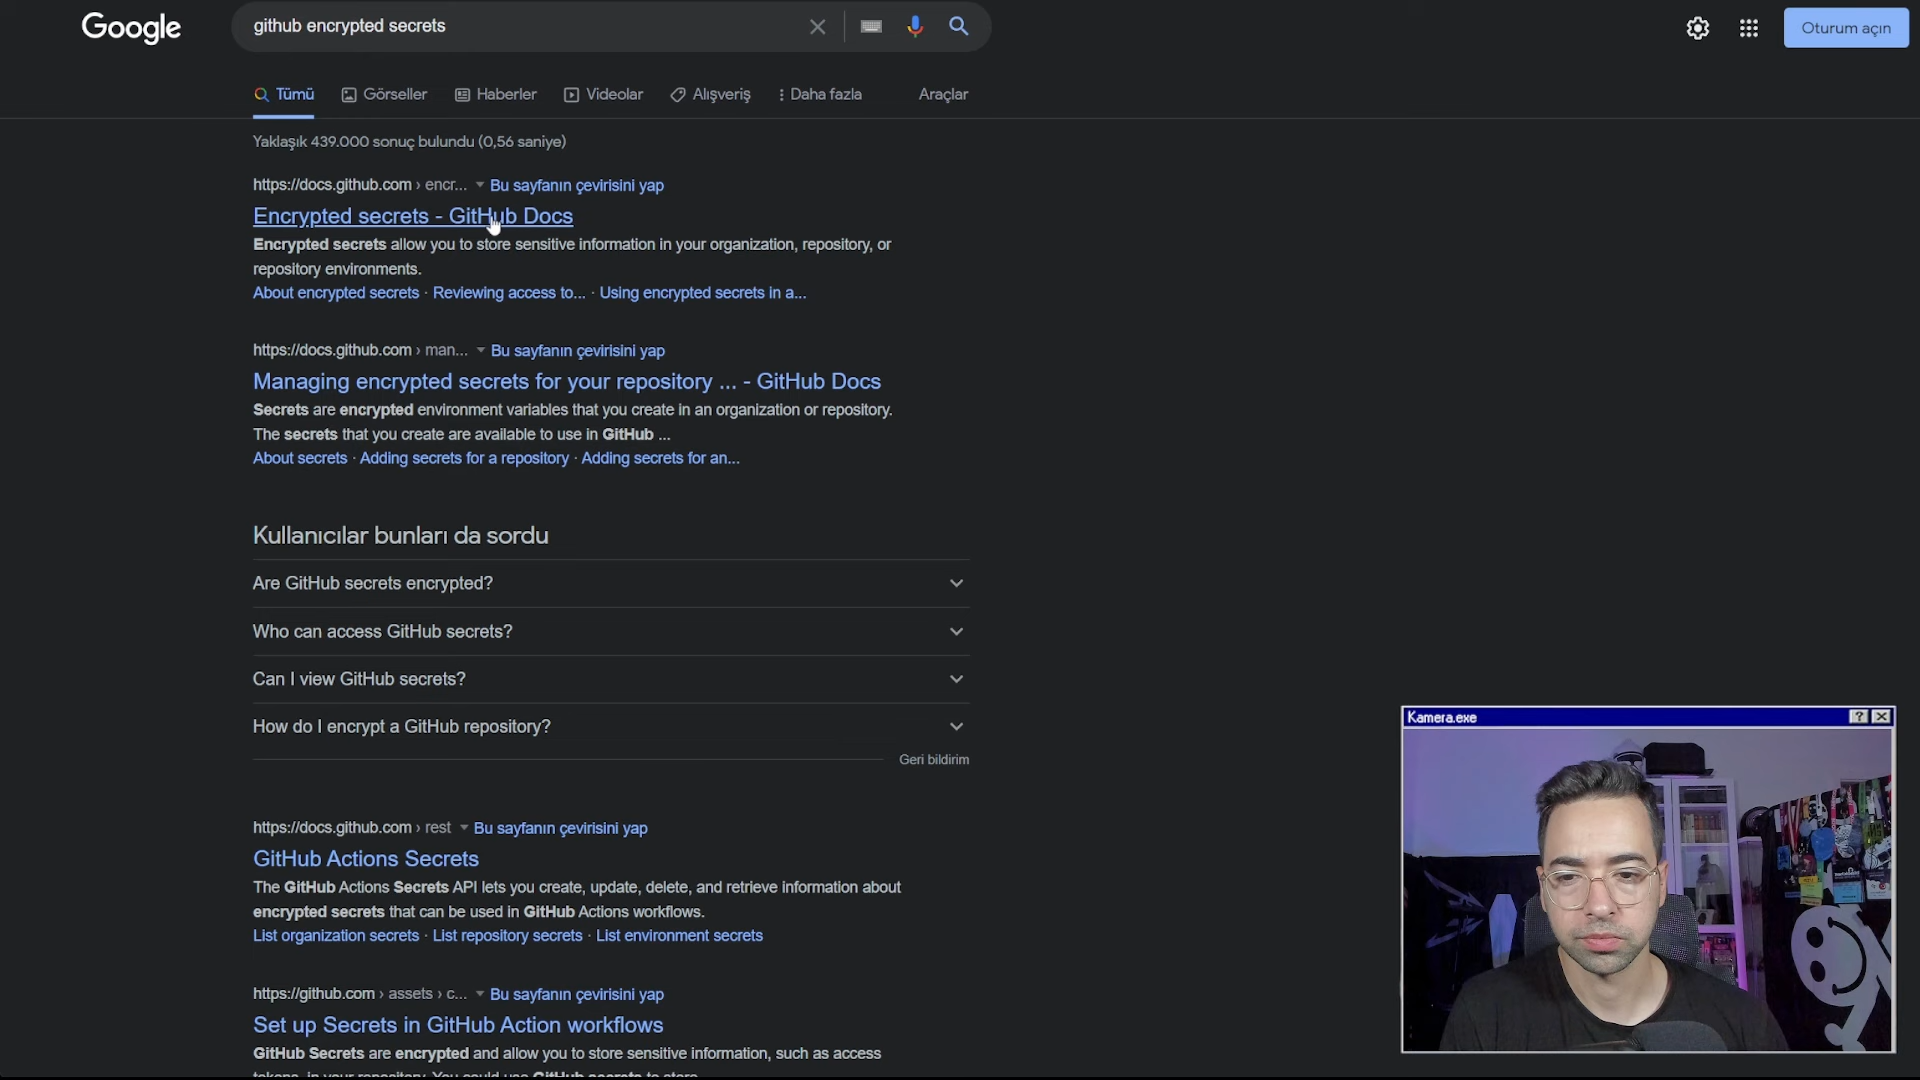 Google
github encrypted secrets
Oturum açın
Tümü
Görseller
Haberler
Videolar
Alışveriş
Daha fazla
Araçlar
Yaklaşık 439.000 sonuç bulundu (0,56 saniye)
https://docs.github.com › encr... Bu sayfanın çevirisini yap
Encrypted secrets - GitHub Docs
Encrypted secrets allow you to store sensitive information in your organization, repository, or
repository environments.
About encrypted secrets · Reviewing access to... · Using encrypted secrets in a...
https://docs.github.com › man... Bu sayfanın çevirisini yap
Managing encrypted secrets for your repository ... - GitHub Docs
Secrets are encrypted environment variables that you create in an organization or repository.
The secrets that you create are available to use in GitHub ...
About secrets · Adding secrets for a repository · Adding secrets for an...
Kullanıcılar bunları da sordu
Are GitHub secrets encrypted?
Who can access GitHub secrets?
Can I view GitHub secrets?
How do I encrypt a GitHub repository?
Geri bildirim
https://docs.github.com › rest Bu sayfanın çevirisini yap
GitHub Actions Secrets
The GitHub Actions Secrets API lets you create, update, delete, and retrieve information about
encrypted secrets that can be used in GitHub Actions workflows.
List organization secrets · List repository secrets · List environment secrets
https://github.com › assets › c... Bu sayfanın çevirisini yap
Set up Secrets in GitHub Action workflows
GitHub Secrets are encrypted and allow you to store sensitive information, such as access
tokens, in your repository. You could use GitHub secrets to store
Kamera.exe